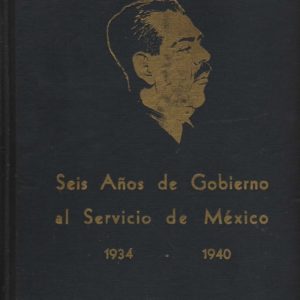 Seis Años de Gobierno
al Servicio de México
1934 - 1940